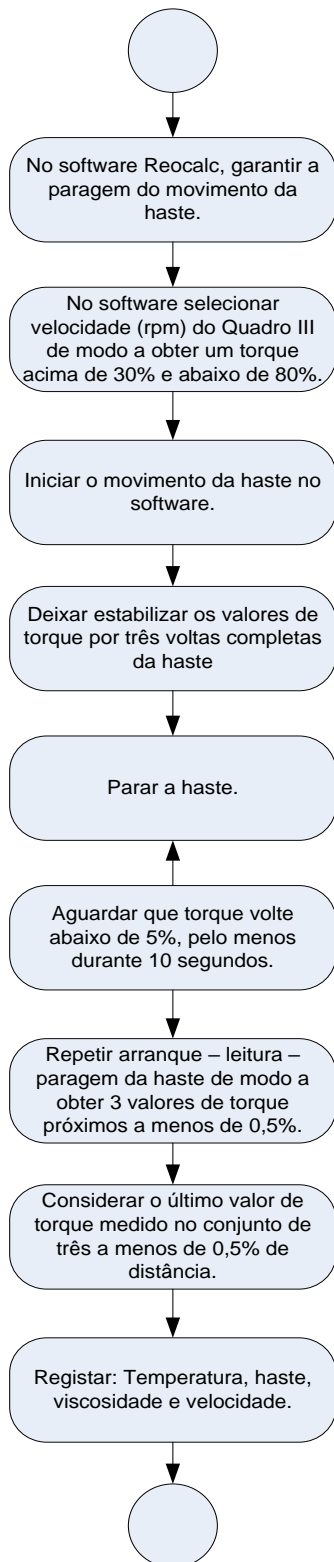 No software Reocalc, garantir a
paragem do movimento da
haste.
No software selecionar
velocidade (rpm) do Quadro III
de modo a obter um torque
acima de 30% e abaixo de 80%.
Iniciar o movimento da haste no
software.
Deixar estabilizar os valores de
torque por três voltas completas
da haste
Parar a haste.
Aguardar que torque volte
abaixo de 5%, pelo menos
durante 10 segundos.
Repetir arranque – leitura –
paragem da haste de modo a
obter 3 valores de torque
próximos a menos de 0,5%.
Considerar o último valor de
torque medido no conjunto de
três a menos de 0,5% de
distância.
Registar: Temperatura, haste,
viscosidade e velocidade.